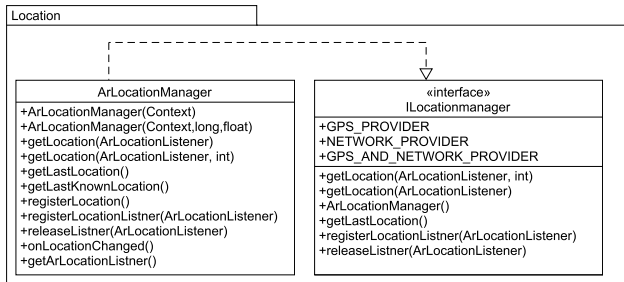 Location
ArLocationManager
+ArLocationManager(Context)
+ArLocationManager(Context,long,float)
+getLocation(ArLocationListener)
+getLocation(ArLocationListener, int)
+getLastLocation()
+getLastKnownLocation()
+registerLocation()
+registerLocationListner(ArLocationListener)
+releaseListner(ArLocationListener)
+onLocationChanged()
+getArLocationListner()
«interface»
ILocationmanager
+GPS_PROVIDER
+NETWORK_PROVIDER
+GPS_AND_NETWORK_PROVIDER
+getLocation(ArLocationListener, int)
+getLocation(ArLocationListener)
+ArLocationManager()
+getLastLocation()
+registerLocationListner(ArLocationListener)
+releaseListner(ArLocationListener)